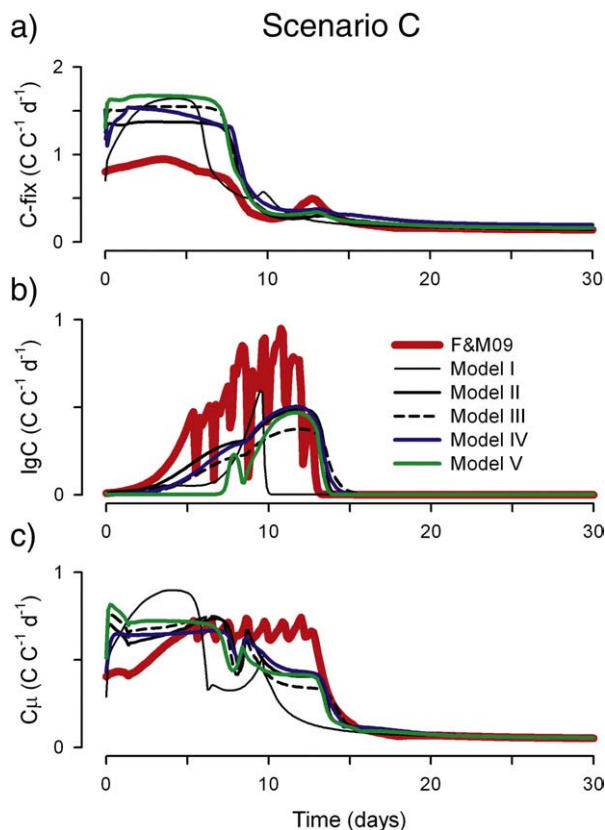 Scenario C
a)
C-fix (C C⁻¹ d⁻¹)
2
1
0
0 10 20 30
b)
IgC (C C⁻¹ d⁻¹)
1
0
F&M09
Model I
Model II
Model III
Model IV
Model V
0 10 20 30
c)
Cμ (C C⁻¹ d⁻¹)
1
0
0 10 20 30
Time (days)